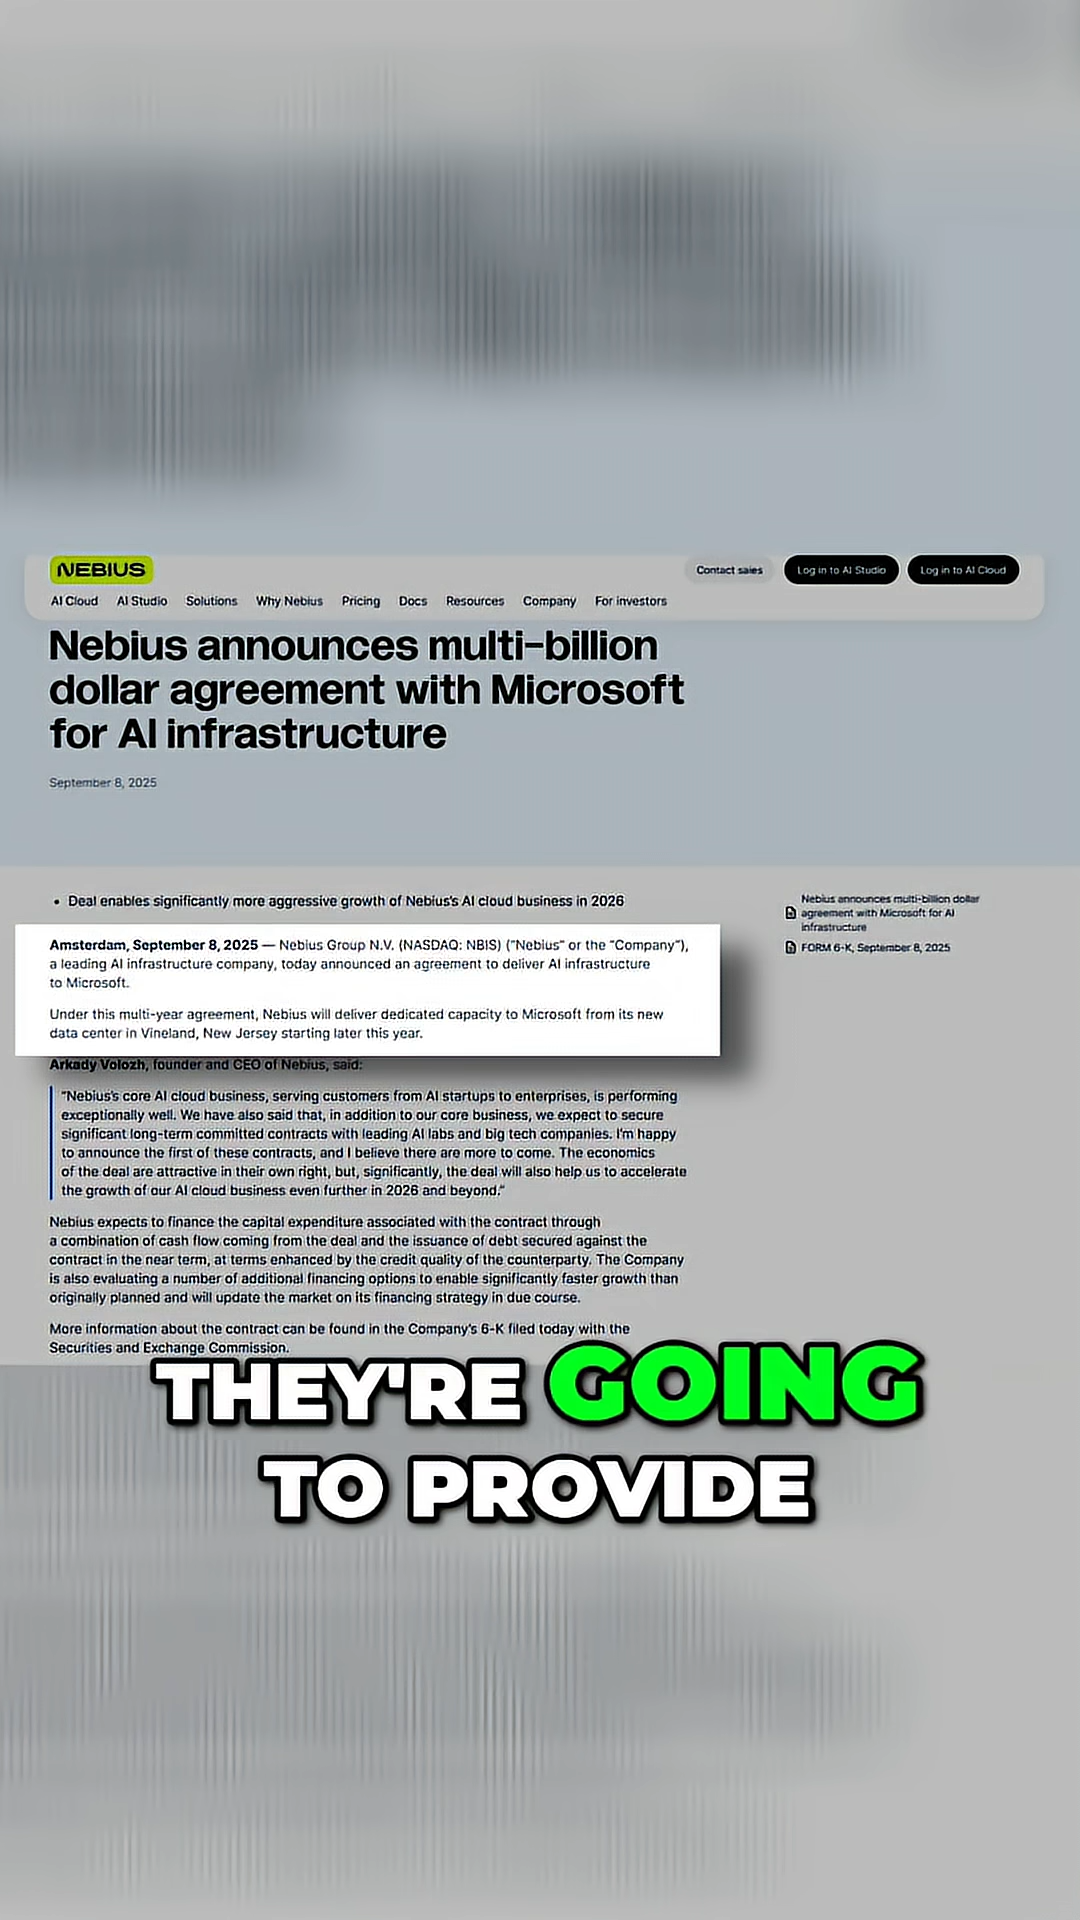 NEBIUS
Contact sales
Log in to AI Studio
Log in to AI Cloud
AI Cloud AI Studio Solutions Why Nebius Pricing Docs Resources Company For investors
Nebius announces multi-billion
dollar agreement with Microsoft
for AI infrastructure
September 8, 2025
• Deal enables significantly more aggressive growth of Nebius's AI cloud business in 2026
Nebius announces multi-billion dollar
agreement with Microsoft for AI
infrastructure
FORM 6-K, September 8, 2025
Amsterdam, September 8, 2025 — Nebius Group N.V. (NASDAQ: NBIS) ("Nebius" or the "Company"),
a leading AI infrastructure company, today announced an agreement to deliver AI infrastructure
to Microsoft.
Under this multi-year agreement, Nebius will deliver dedicated capacity to Microsoft from its new
data center in Vineland, New Jersey starting later this year.
Arkady Volozh, founder and CEO of Nebius, said:
"Nebius's core AI cloud business, serving customers from AI startups to enterprises, is performing
exceptionally well. We have also said that, in addition to our core business, we expect to secure
significant long-term committed contracts with leading AI labs and big tech companies. I'm happy
to announce the first of these contracts, and I believe there are more to come. The economics
of the deal are attractive in their own right, but, significantly, the deal will also help us to accelerate
the growth of our AI cloud business even further in 2026 and beyond."
Nebius expects to finance the capital expenditure associated with the contract through
a combination of cash flow coming from the deal and the issuance of debt secured against the
contract in the near term, at terms enhanced by the credit quality of the counterparty. The Company
is also evaluating a number of additional financing options to enable significantly faster growth than
originally planned and will update the market on its financing strategy in due course.
More information about the contract can be found in the Company's 6-K filed today with the
Securities and Exchange Commission.
THEY'RE GOING
TO PROVIDE